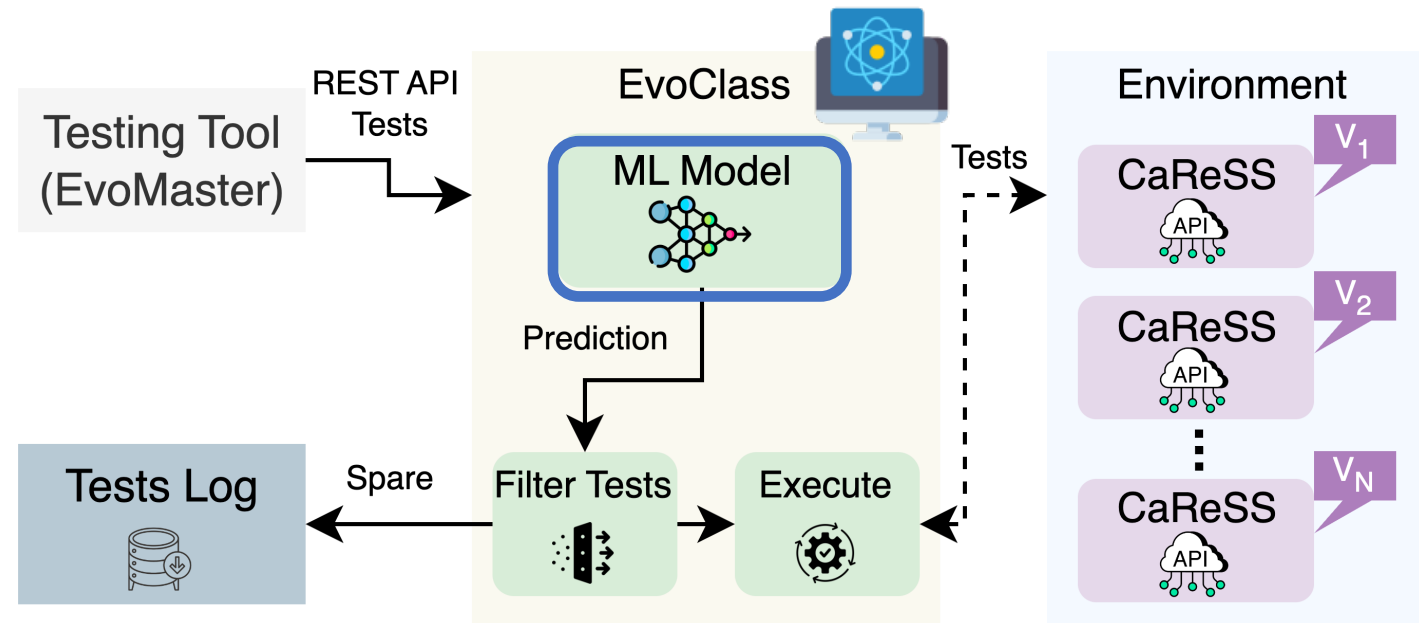 Testing Tool
(EvoMaster)
REST API
Tests
EvoClass
ML Model
Prediction
Filter Tests
Execute
Spare
Tests Log
Tests
Environment
CaReSS
API
V1
CaReSS
API
V2
CaReSS
API
VN